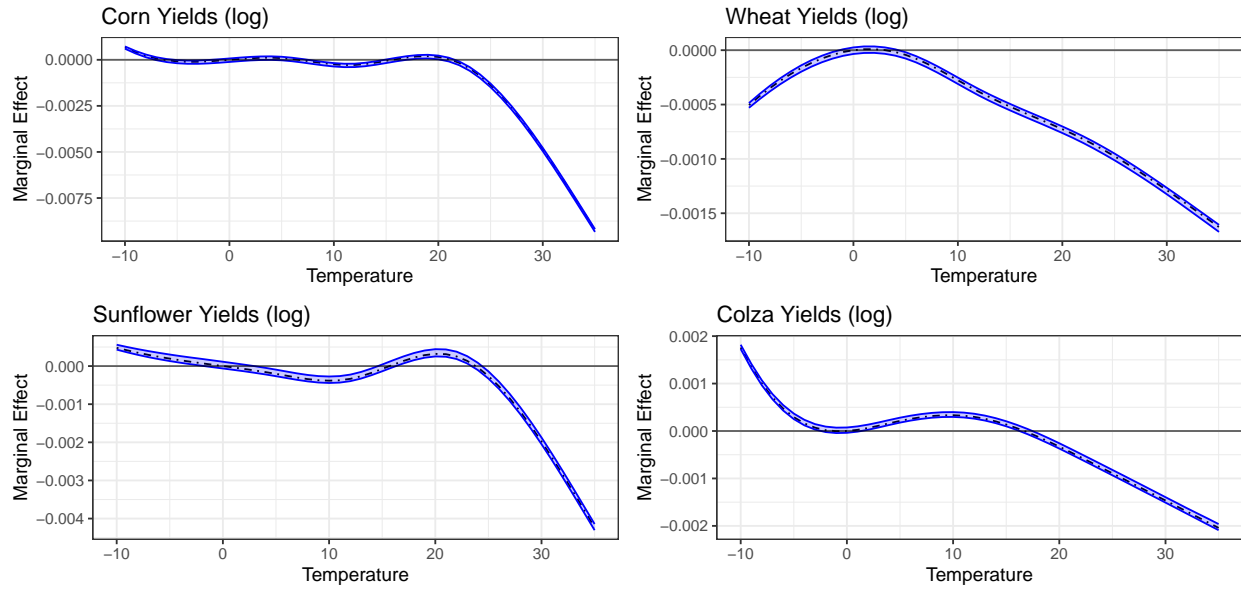 Corn Yields (log)
Marginal Effect
0.0000
−0.0025
−0.0050
−0.0075
−10 0 10 20 30
Temperature
Wheat Yields (log)
Marginal Effect
0.0000
−0.0005
−0.0010
−0.0015
−10 0 10 20 30
Temperature
Sunflower Yields (log)
Marginal Effect
0.000
−0.001
−0.002
−0.003
−0.004
−10 0 10 20 30
Temperature
Colza Yields (log)
Marginal Effect
0.002
0.001
0.000
−0.001
−0.002
−10 0 10 20 30
Temperature